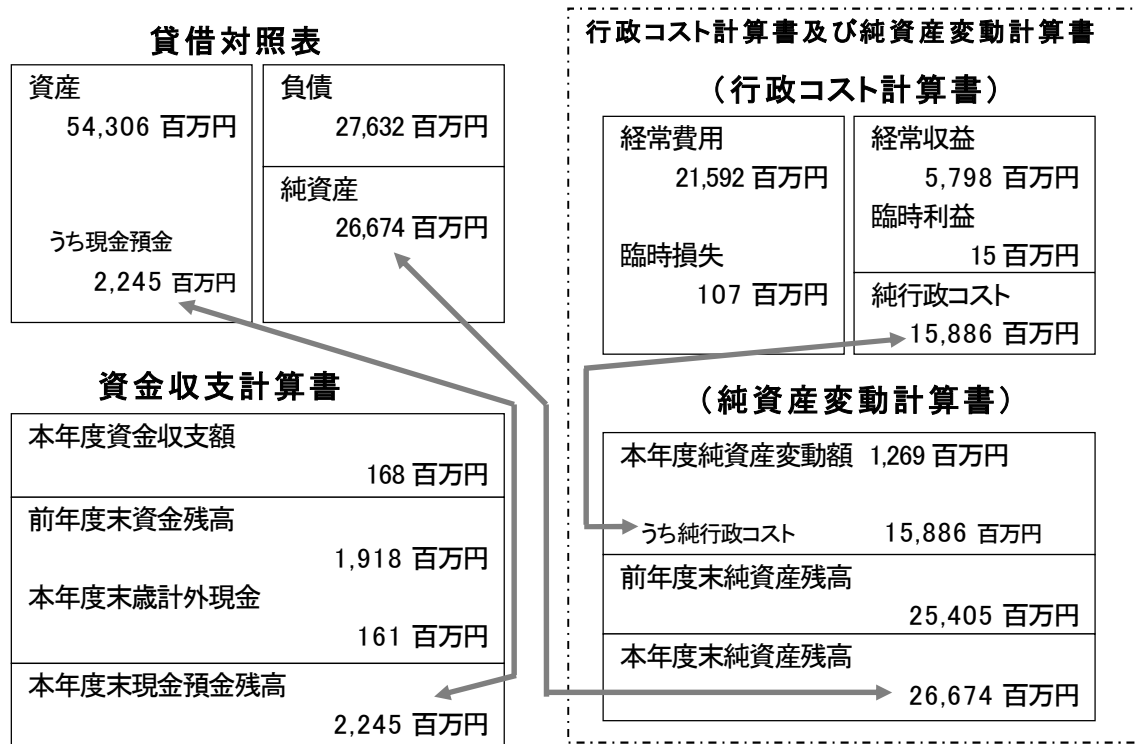 貸借対照表
資産
54,306 百万円
うち現金預金
2,245 百万円
負債
27,632 百万円
純資産
26,674 百万円
資金収支計算書
本年度資金収支額
168 百万円
前年度末資金残高
1,918 百万円
本年度末歳計外現金
161 百万円
本年度末現金預金残高
2,245 百万円
行政コスト計算書及び純資産変動計算書
（行政コスト計算書）
経常費用
21,592 百万円
臨時損失
107 百万円
経常収益
5,798 百万円
臨時利益
15 百万円
純行政コスト
15,886 百万円
（純資産変動計算書）
本年度純資産変動額 1,269 百万円
うち純行政コスト 15,886 百万円
前年度末純資産残高
25,405 百万円
本年度末純資産残高
26,674 百万円